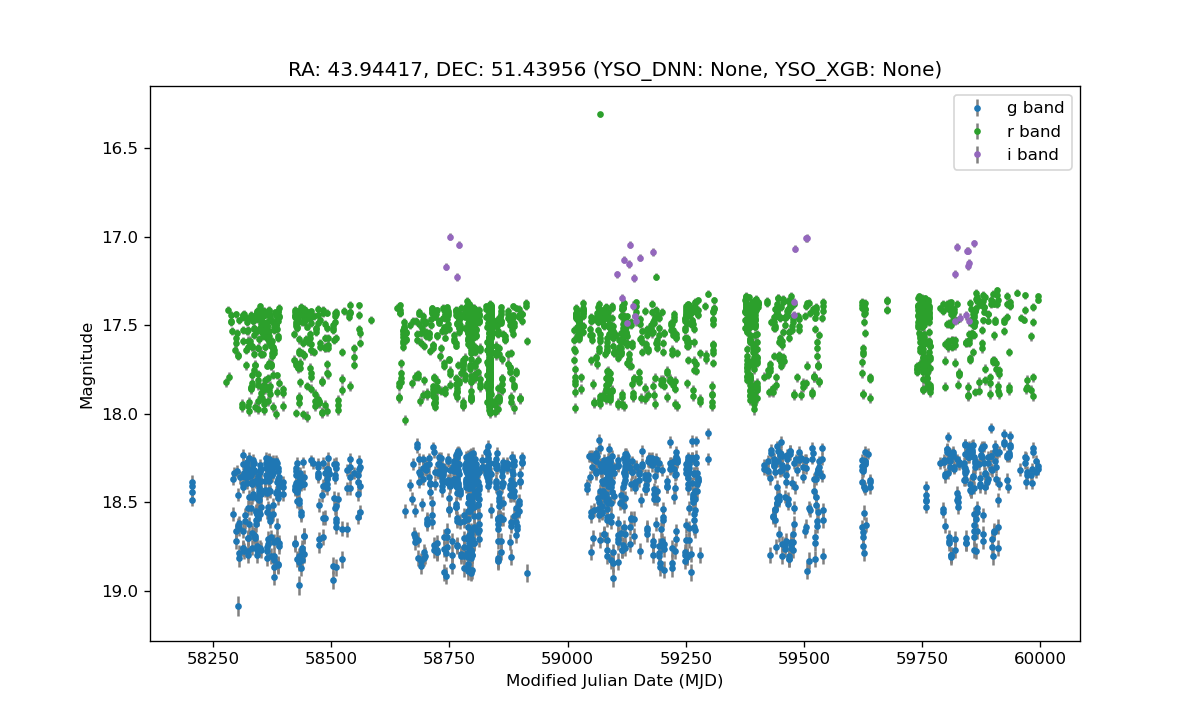 RA: 43.94417, DEC: 51.43956 (YSO_DNN: None, YSO_XGB: None)
g band
r band
i band
16.5
17.0
17.5
18.0
18.5
19.0
Magnitude
58250
58500
58750
59000
59250
59500
59750
60000
Modified Julian Date (MJD)